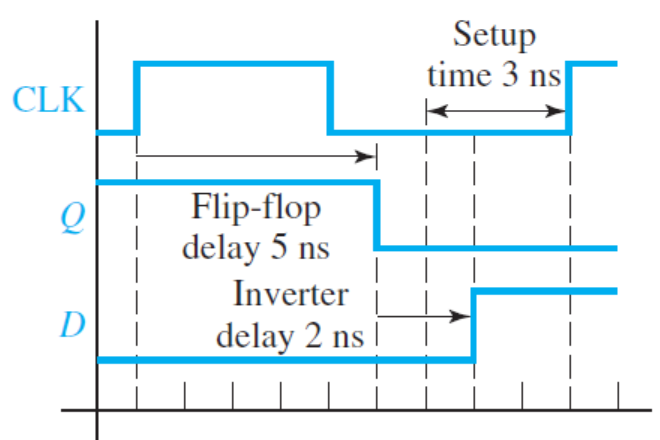 Setup
time 3 ns
CLK
Q
Flip-flop
delay 5 ns
Inverter
D
delay 2 ns